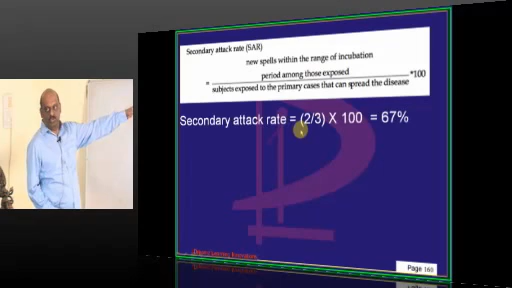 Secondary attack rate (SAR)
new spells within the range of incubation
= period among those exposed *100
subjects exposed to the primary cases that can spread the disease
Secondary attack rate = (2/3) X 100 = 67%
Page 160